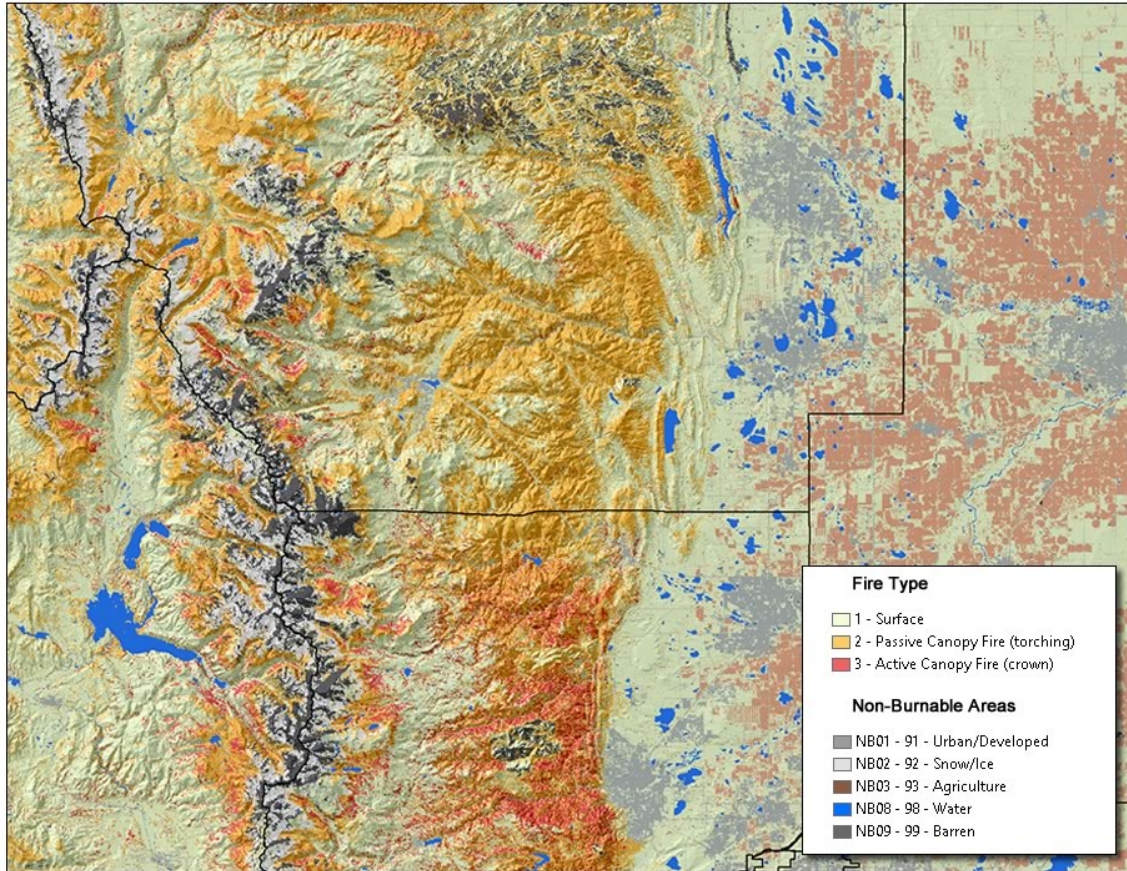 Fire Type
1 - Surface
2 - Passive Canopy Fire (torching)
3 - Active Canopy Fire (crown)
Non-Burnable Areas
NB01 - 91 - Urban/Developed
NB02 - 92 - Snow/Ice
NB03 - 93 - Agriculture
NB08 - 98 - Water
NB09 - 99 - Barren